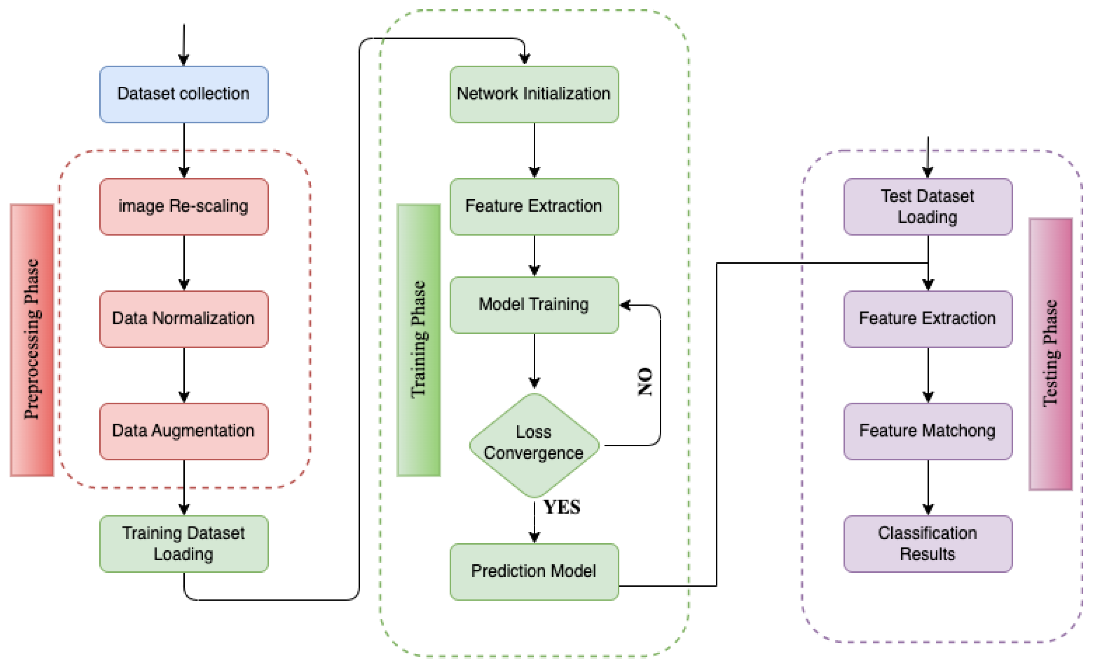 Dataset collection
Preprocessing Phase
image Re-scaling
Data Normalization
Data Augmentation
Training Dataset
Loading
Training Phase
Network Initialization
Feature Extraction
Model Training
Loss
Convergence
NO
YES
Prediction Model
Test Dataset
Loading
Feature Extraction
Feature Matchong
Classification
Results
Testing Phase